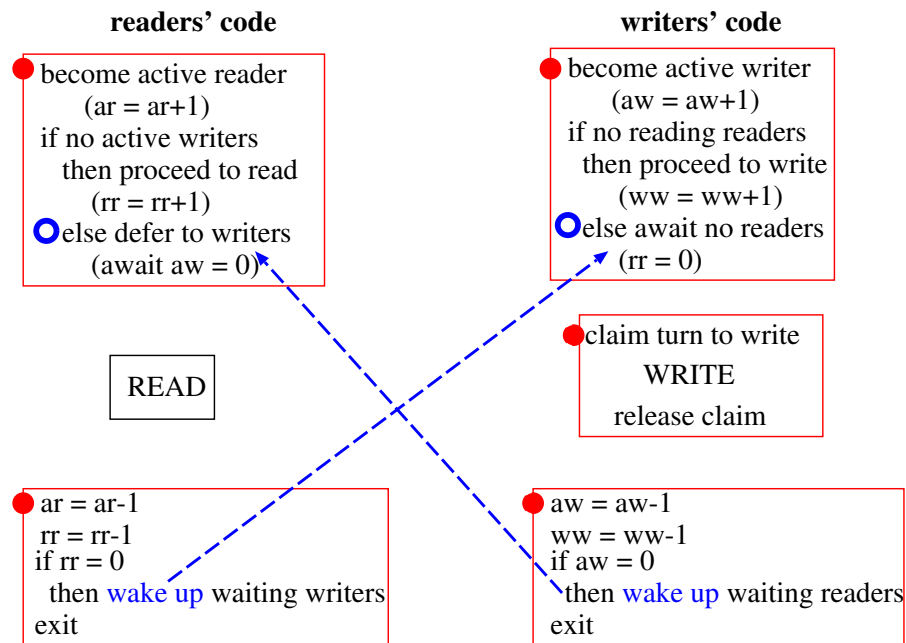 readers’ code
become active reader
(ar = ar+1)
if no active writers
then proceed to read
(rr = rr+1)
else defer to writers
(await aw = 0)
READ
ar = ar-1
rr = rr-1
if rr = 0
then wake up waiting writers
exit
writers’ code
become active writer
(aw = aw+1)
if no reading readers
then proceed to write
(ww = ww+1)
else await no readers
(rr = 0)
claim turn to write
WRITE
release claim
aw = aw-1
ww = ww-1
if aw = 0
then wake up waiting readers
exit